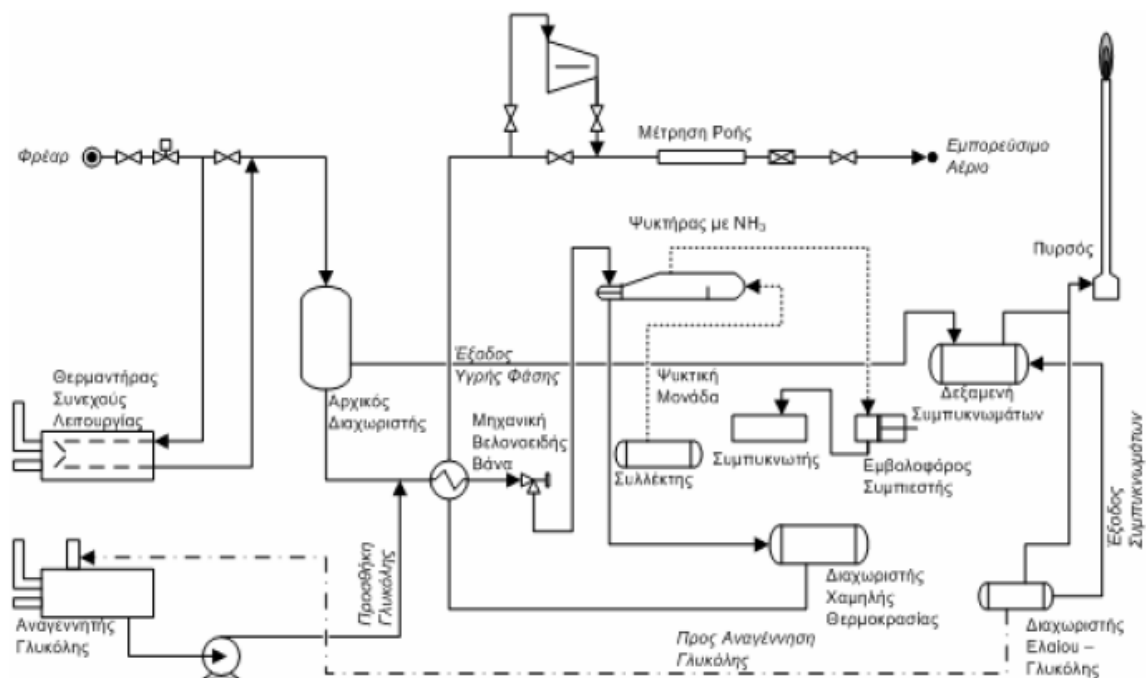 Μέτρηση Ροής
Φρέαρ
Εμπορεύσιμο
Αέριο
Ψυκτήρας με NH₃
Πυρσός
Έξοδος
Υγρής Φάσης
Θερμαντήρας
Συνεχούς
Λειτουργίας
Αρχικός
Διαχωριστής
Ψυκτική
Μονάδα
Δεξαμενή
Συμπυκνωμάτων
Μηχανική
Βελονοειδής
Βάνα
Συλλέκτης
Συμπυκνωτής
Εμβολοφόρος
Συμπιεστής
Έξοδος
Συμπυκνωμάτων
Προσθήκη
Γλυκόλης
Διαχωριστής
Χαμηλής
Θερμοκρασίας
Αναγεννητής
Γλυκόλης
Προς Αναγέννηση
Γλυκόλης
Διαχωριστής
Ελαίου –
Γλυκόλης